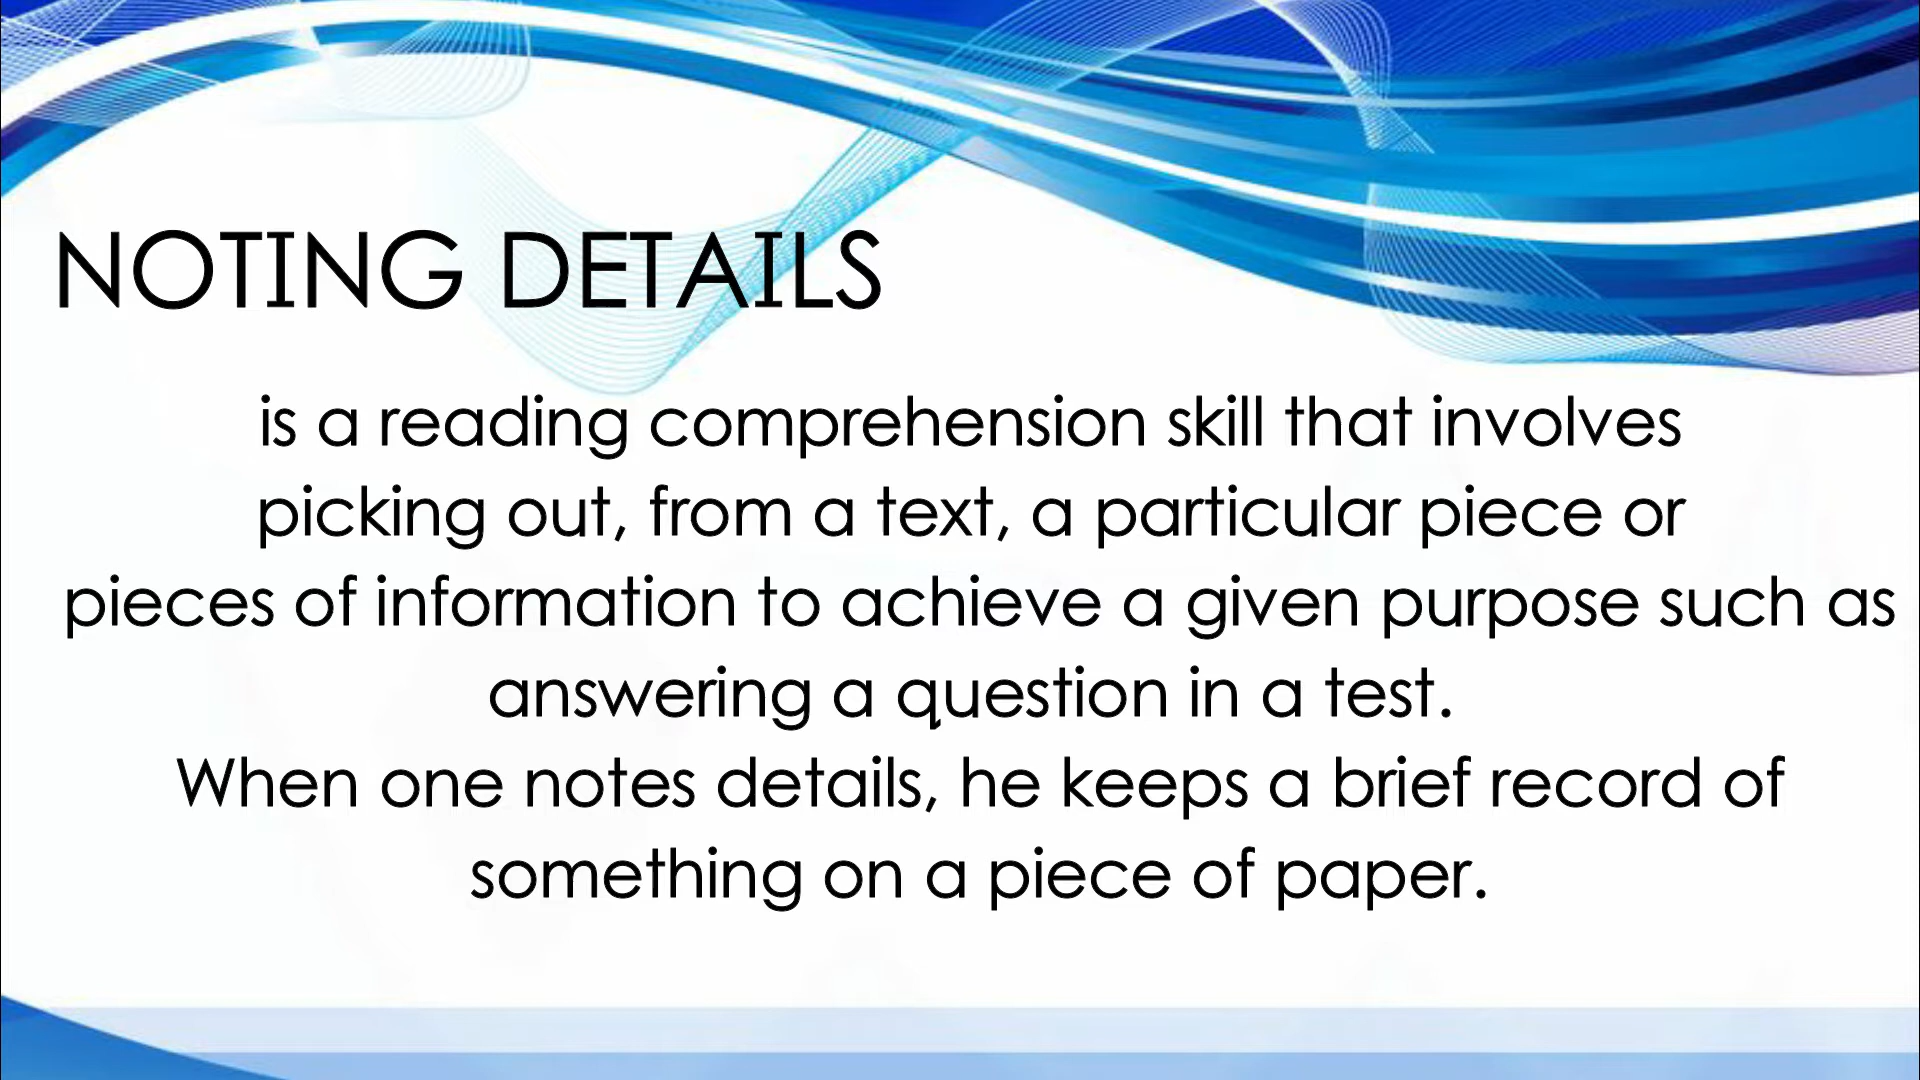 NOTING DETAILS
is a reading comprehension skill that involves
picking out, from a text, a particular piece or
pieces of information to achieve a given purpose such as
answering a question in a test.
When one notes details, he keeps a brief record of
something on a piece of paper.